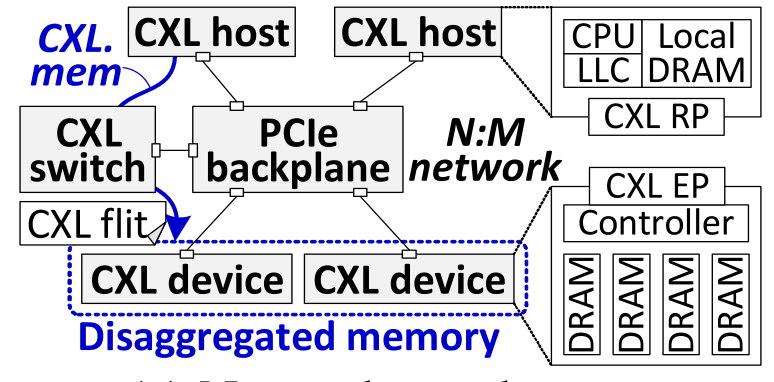 CXL host
CXL host
CPU
Local
LLC
DRAM
CXL RP
CXL.
mem
CXL
switch
PCIe
backplane
N:M
network
CXL flit
CXL EP
Controller
DRAM
DRAM
DRAM
DRAM
CXL device
CXL device
Disaggregated memory